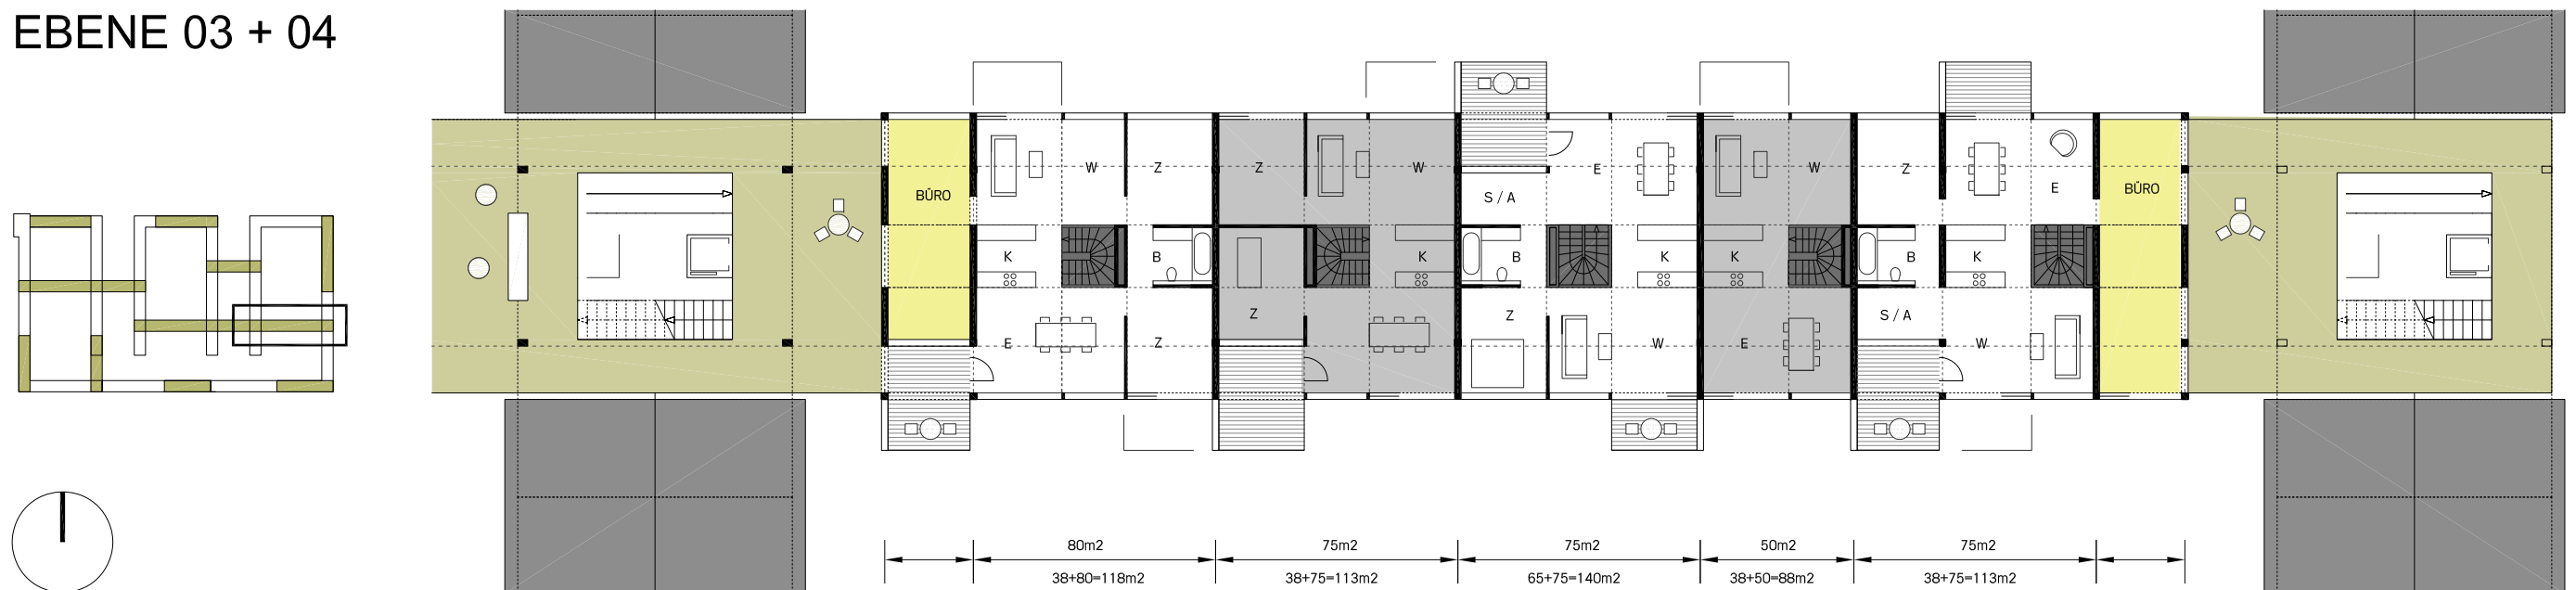 EBENE 03 + 04
BÜRO
W
Z
Z
W
E
S / A
W
Z
E
BÜRO
K
B
K
B
K
K
B
K
Z
Z
S / A
E
Z
W
E
W
80m2
75m2
75m2
50m2
75m2
38+80=118m2
38+75=113m2
65+75=140m2
38+50=88m2
38+75=113m2